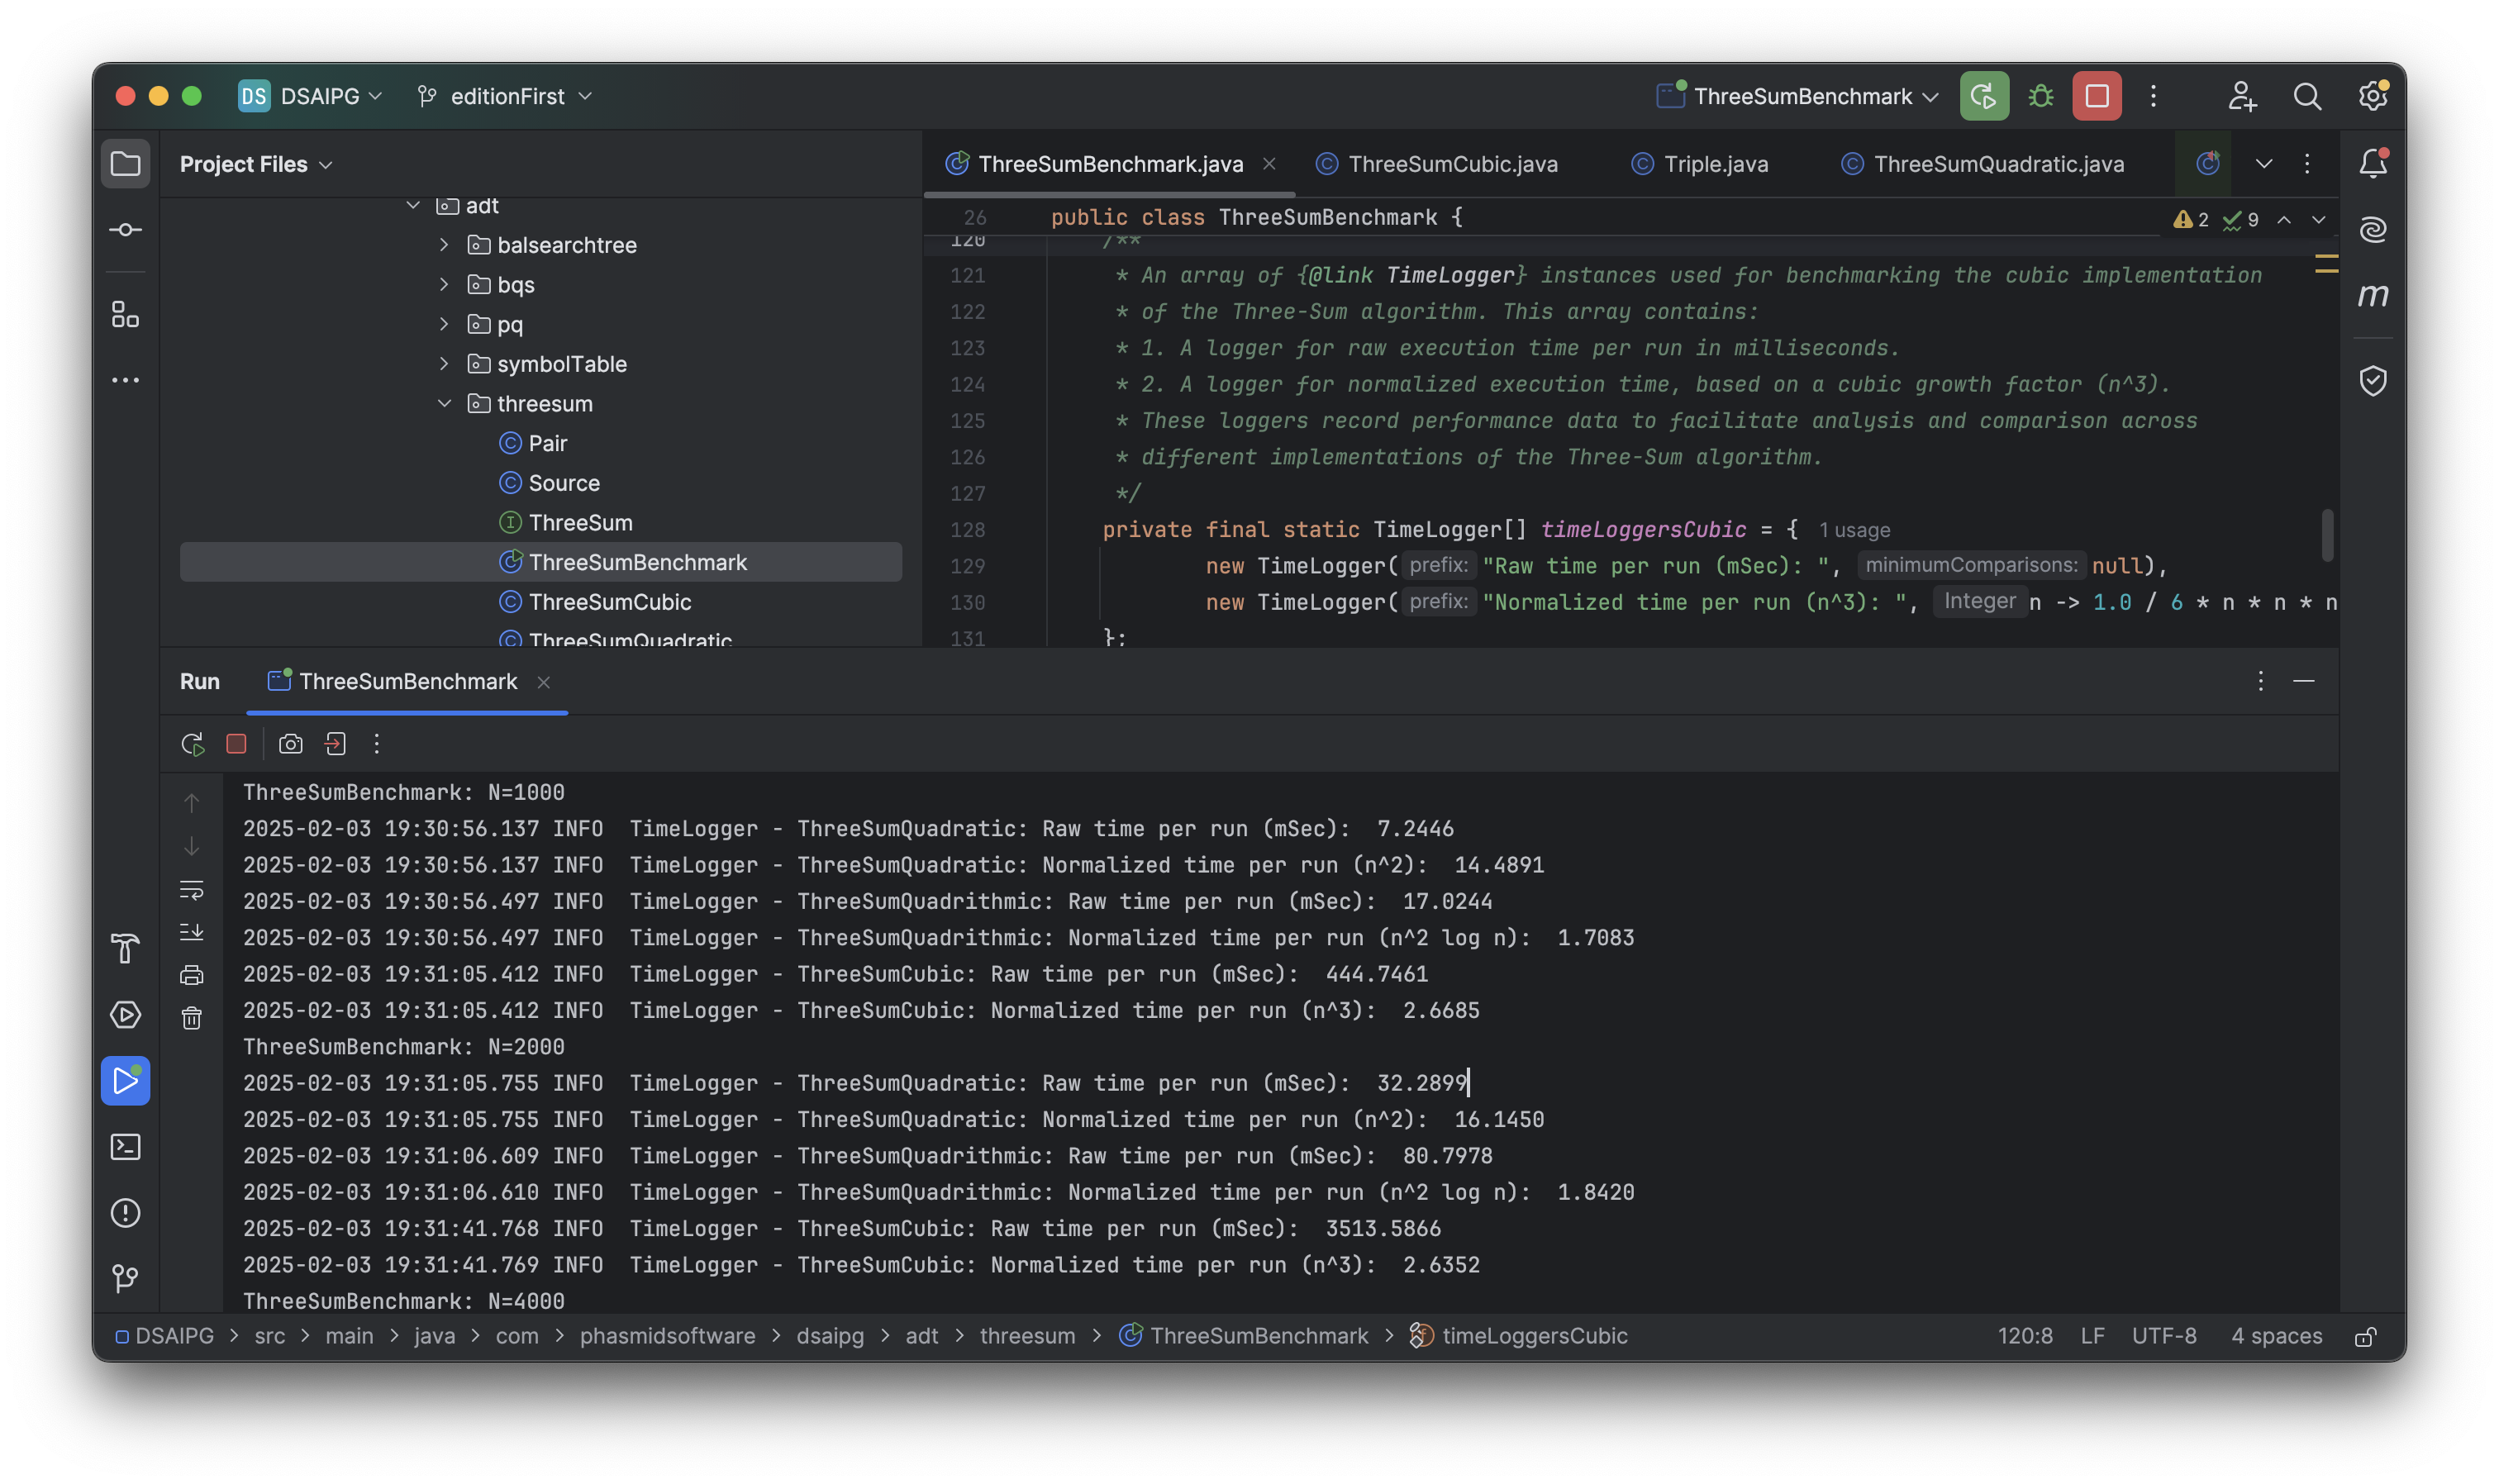 DS DSAIPG editionFirst ThreeSumBenchmark
Project Files
adt
balsearchtree
bqs
pq
symbolTable
threesum
Pair
Source
ThreeSum
ThreeSumBenchmark
ThreeSumCubic
ThreeSumQuadratic
ThreeSumBenchmark.java ThreeSumCubic.java Triple.java ThreeSumQuadratic.java
26 public class ThreeSumBenchmark { 2 9
120 /**
121 * An array of {@link TimeLogger} instances used for benchmarking the cubic implementation
122 * of the Three-Sum algorithm. This array contains:
123 * 1. A logger for raw execution time per run in milliseconds.
124 * 2. A logger for normalized execution time, based on a cubic growth factor (n^3).
125 * These loggers record performance data to facilitate analysis and comparison across
126 * different implementations of the Three-Sum algorithm.
127 */
128 private final static TimeLogger[] timeLoggersCubic = { 1 usage
129 new TimeLogger( prefix: "Raw time per run (mSec): ", minimumComparisons: null),
130 new TimeLogger( prefix: "Normalized time per run (n^3): ", Integer n -> 1.0 / 6 * n * n * n
131 };
m
Run ThreeSumBenchmark
ThreeSumBenchmark: N=1000
2025-02-03 19:30:56.137 INFO  TimeLogger - ThreeSumQuadratic: Raw time per run (mSec):  7.2446
2025-02-03 19:30:56.137 INFO  TimeLogger - ThreeSumQuadratic: Normalized time per run (n^2):  14.4891
2025-02-03 19:30:56.497 INFO  TimeLogger - ThreeSumQuadrithmic: Raw time per run (mSec):  17.0244
2025-02-03 19:30:56.497 INFO  TimeLogger - ThreeSumQuadrithmic: Normalized time per run (n^2 log n):  1.7083
2025-02-03 19:31:05.412 INFO  TimeLogger - ThreeSumCubic: Raw time per run (mSec):  444.7461
2025-02-03 19:31:05.412 INFO  TimeLogger - ThreeSumCubic: Normalized time per run (n^3):  2.6685
ThreeSumBenchmark: N=2000
2025-02-03 19:31:05.755 INFO  TimeLogger - ThreeSumQuadratic: Raw time per run (mSec):  32.2899
2025-02-03 19:31:05.755 INFO  TimeLogger - ThreeSumQuadratic: Normalized time per run (n^2):  16.1450
2025-02-03 19:31:06.609 INFO  TimeLogger - ThreeSumQuadrithmic: Raw time per run (mSec):  80.7978
2025-02-03 19:31:06.610 INFO  TimeLogger - ThreeSumQuadrithmic: Normalized time per run (n^2 log n):  1.8420
2025-02-03 19:31:41.768 INFO  TimeLogger - ThreeSumCubic: Raw time per run (mSec):  3513.5866
2025-02-03 19:31:41.769 INFO  TimeLogger - ThreeSumCubic: Normalized time per run (n^3):  2.6352
ThreeSumBenchmark: N=4000
DSAIPG > src > main > java > com > phasmidsoftware > dsaipg > adt > threesum > ThreeSumBenchmark > timeLoggersCubic 120:8 LF UTF-8 4 spaces